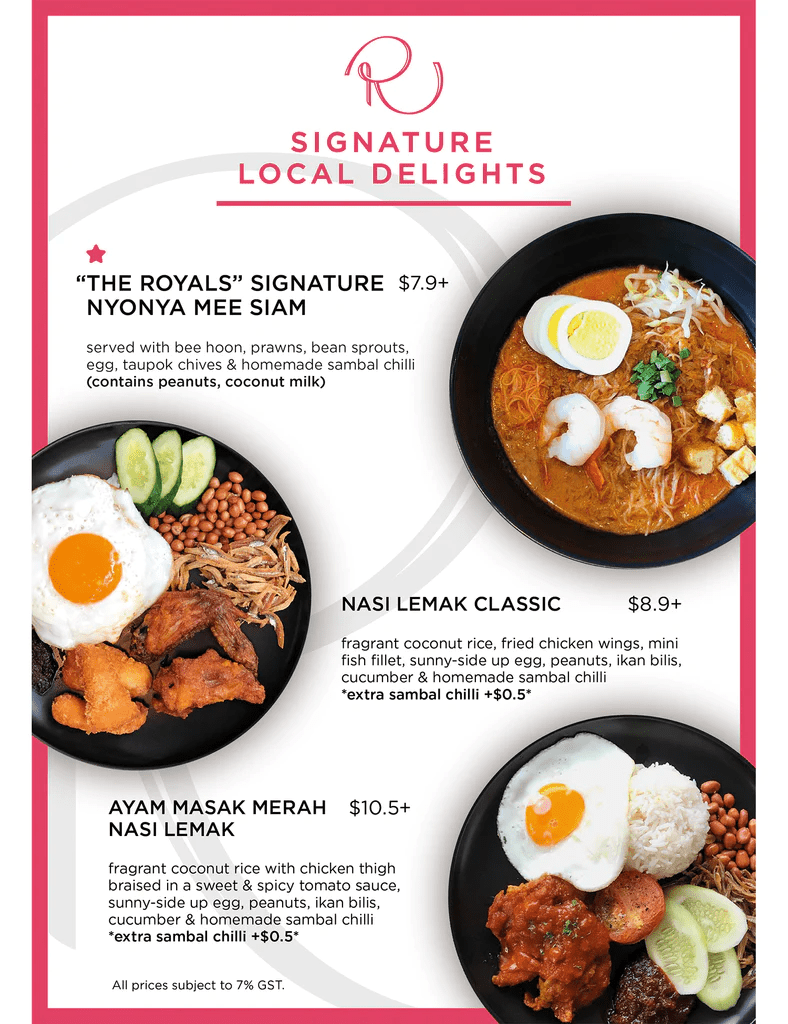 R
SIGNATURE
LOCAL DELIGHTS
“THE ROYALS” SIGNATURE $7.9+
NYONYA MEE SIAM
served with bee hoon, prawns, bean sprouts,
egg, taupok chives & homemade sambal chilli
(contains peanuts, coconut milk)
NASI LEMAK CLASSIC $8.9+
fragrant coconut rice, fried chicken wings, mini
fish fillet, sunny-side up egg, peanuts, ikan bilis,
cucumber & homemade sambal chilli
*extra sambal chilli +$0.5*
AYAM MASAK MERAH $10.5+
NASI LEMAK
fragrant coconut rice with chicken thigh
braised in a sweet & spicy tomato sauce,
sunny-side up egg, peanuts, ikan bilis,
cucumber & homemade sambal chilli
*extra sambal chilli +$0.5*
All prices subject to 7% GST.